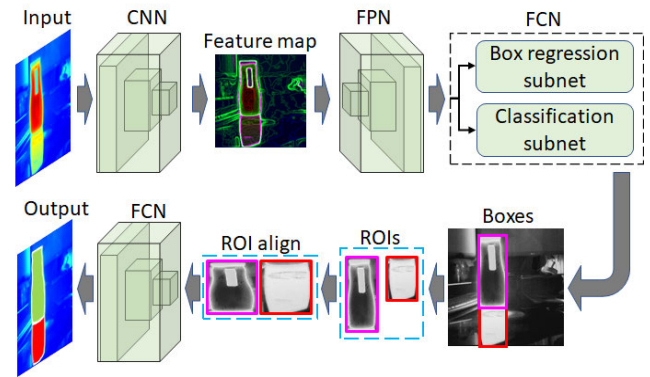 Input
CNN
Feature map
FPN
FCN
Box regression
subnet
Classification
subnet
Output
FCN
ROI align
ROIs
Boxes